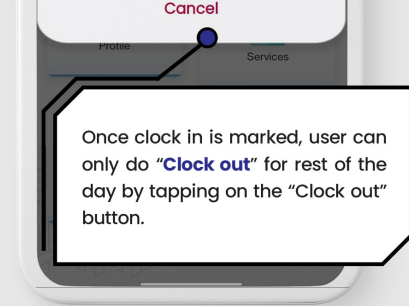 Cancel
Profile
Services
Once clock in is marked, user can
only do “Clock out” for rest of the
day by tapping on the “Clock out”
button.